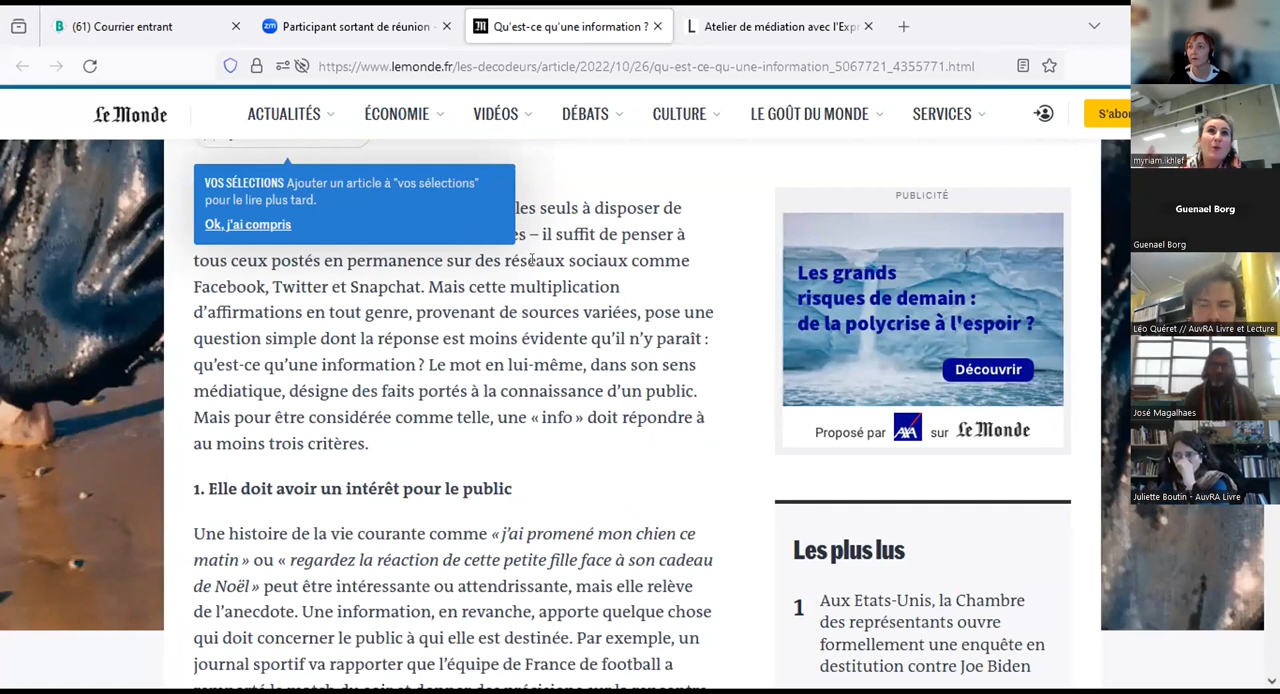 (61) Courrier entrant
Participant sortant de réunion -
Qu'est-ce qu'une information ?
Atelier de médiation avec l'Exp
https://www.lemonde.fr/les-decodeurs/article/2022/10/26/qu-est-ce-qu-une-information_5067721_4355771.html
Le Monde
ACTUALITÉS
ÉCONOMIE
VIDÉOS
DÉBATS
CULTURE
LE GOÛT DU MONDE
SERVICES
S'abo
VOS SÉLECTIONS Ajouter un article à "vos sélections"
pour le lire plus tard.
Ok, j'ai compris
les seuls à disposer de
es – il suffit de penser à
tous ceux postés en permanence sur des réseaux sociaux comme
Facebook, Twitter et Snapchat. Mais cette multiplication
d'affirmations en tout genre, provenant de sources variées, pose une
question simple dont la réponse est moins évidente qu'il n'y paraît :
qu'est-ce qu'une information ? Le mot en lui-même, dans son sens
médiatique, désigne des faits portés à la connaissance d'un public.
Mais pour être considérée comme telle, une « info » doit répondre à
au moins trois critères.
1. Elle doit avoir un intérêt pour le public
Une histoire de la vie courante comme « j'ai promené mon chien ce
matin » ou « regardez la réaction de cette petite fille face à son cadeau
de Noël » peut être intéressante ou attendrissante, mais elle relève
de l'anecdote. Une information, en revanche, apporte quelque chose
qui doit concerner le public à qui elle est destinée. Par exemple, un
journal sportif va rapporter que l'équipe de France de football a
remporté le match du soir et donner des précisions sur la rencontre
PUBLICITÉ
Les grands
risques de demain :
de la polycrise à l'espoir ?
Découvrir
Proposé par AXA sur Le Monde
Les plus lus
1 Aux Etats-Unis, la Chambre
des représentants ouvre
formellement une enquête en
destitution contre Joe Biden
myriam.ikhlef
Guenael Borg
Guenael Borg
Léo Quéret // AuvRA Livre et Lecture
José Magalhaes
Juliette Boutin - AuvRA Livre